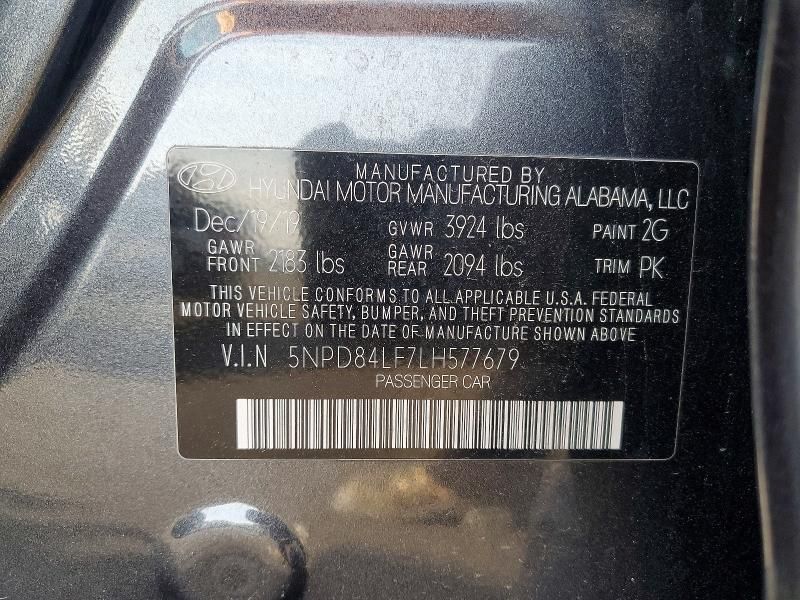 MANUFACTURED BY
HYUNDAI MOTOR MANUFACTURING ALABAMA, LLC
Dec/19/19 GVWR 3924 lbs PAINT 2G
GAWR FRONT 2183 lbs GAWR REAR 2094 lbs TRIM PK
THIS VEHICLE CONFORMS TO ALL APPLICABLE U.S.A. FEDERAL
MOTOR VEHICLE SAFETY, BUMPER, AND THEFT PREVENTION STANDARDS
IN EFFECT ON THE DATE OF MANUFACTURE SHOWN ABOVE
V.I.N 5NPD84LF7LH577679
PASSENGER CAR